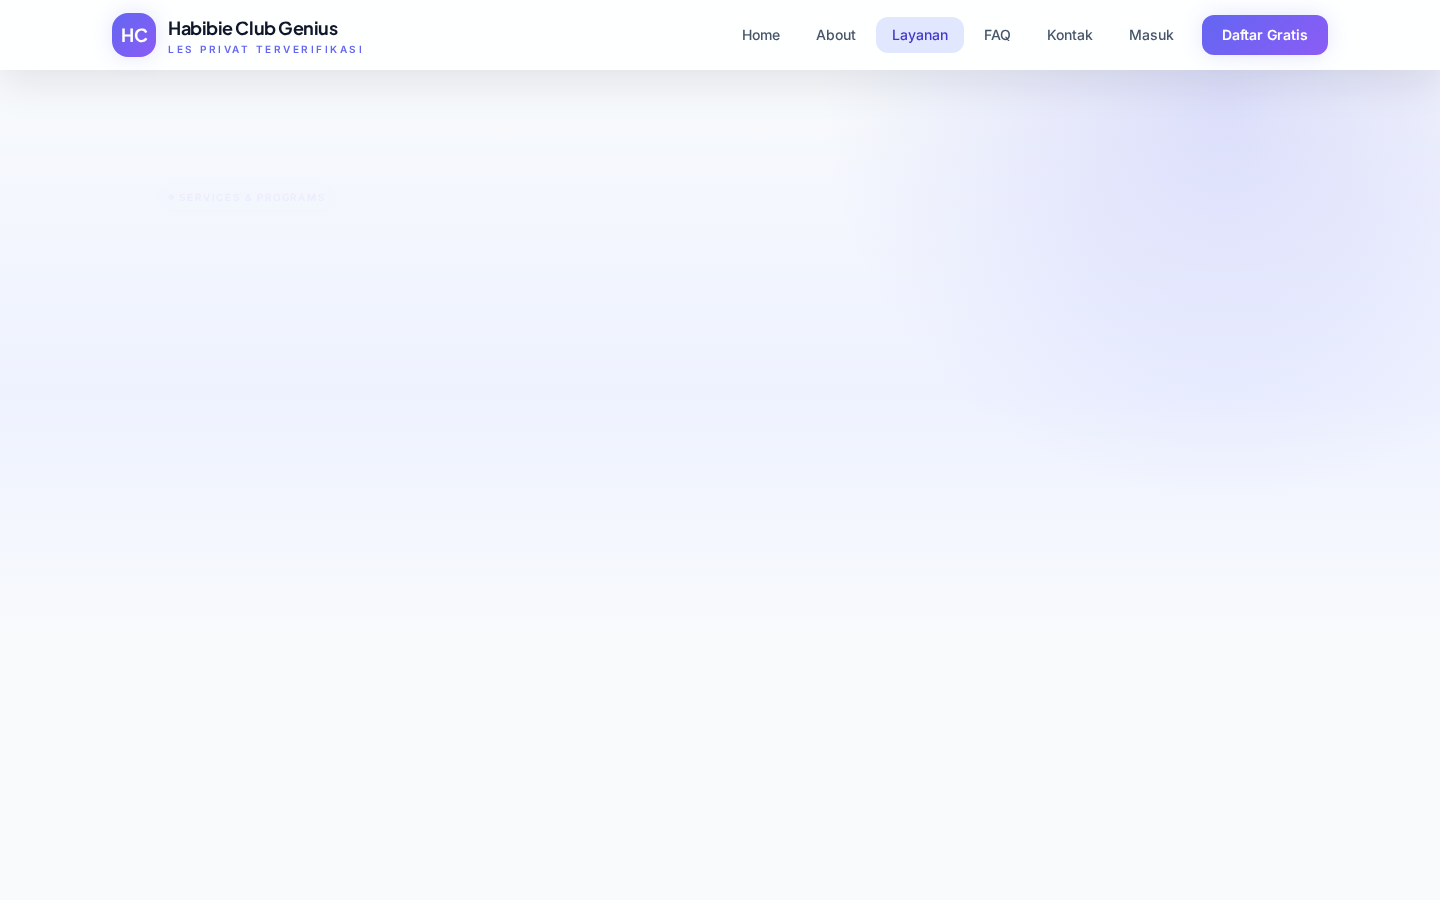 HC
Habibie Club Genius
LES PRIVAT TERVERIFIKASI
Home
About
Layanan
FAQ
Kontak
Masuk
Daftar Gratis
SERVICES & PROGRAMS